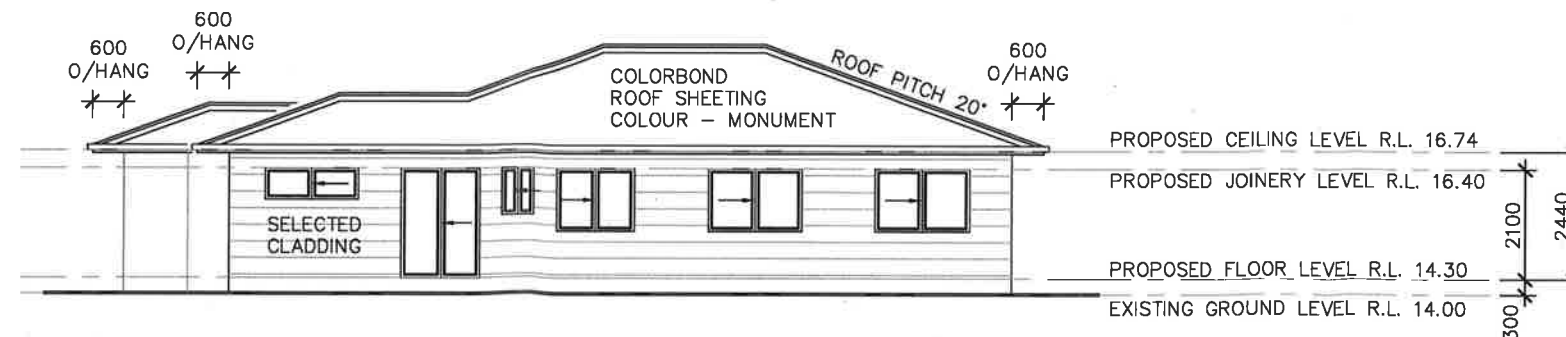 600
O/HANG
600
O/HANG
600
O/HANG
COLORBOND
ROOF SHEETING
COLOUR – MONUMENT
ROOF PITCH 20°
SELECTED
CLADDING
PROPOSED CEILING LEVEL R.L. 16.74
PROPOSED JOINERY LEVEL R.L. 16.40
PROPOSED FLOOR LEVEL R.L. 14.30
EXISTING GROUND LEVEL R.L. 14.00
2100
2440
300